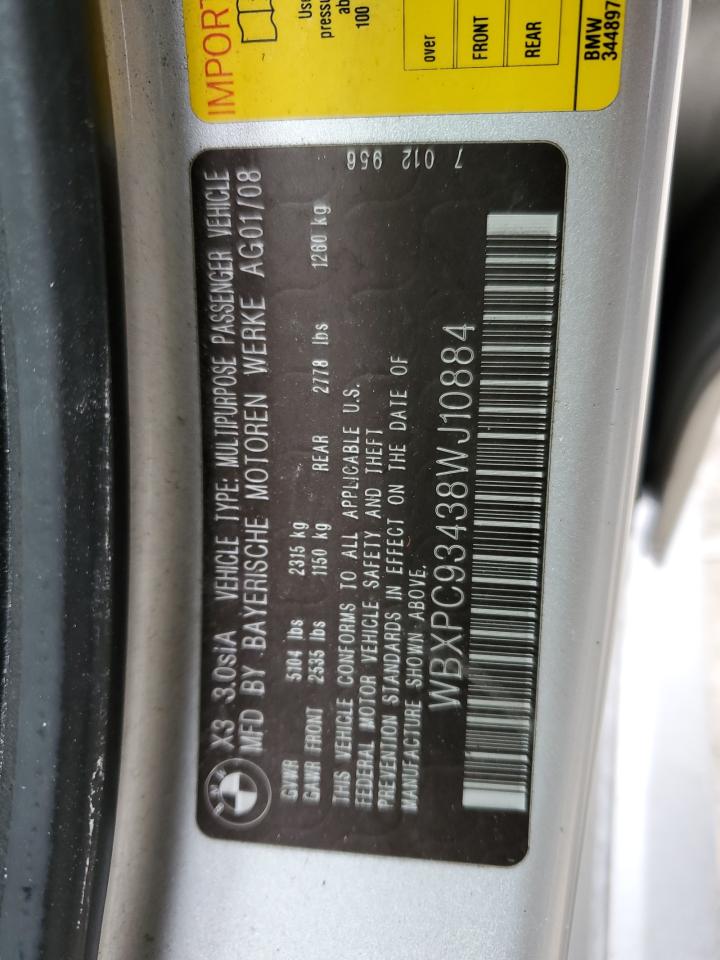 IMPORT
over
FRONT
REAR
BMW
344897
X3 3.0siA VEHICLE TYPE: MULTIPURPOSE PASSENGER VEHICLE
MFD BY BAYERISCHE MOTOREN WERKE AG01/08
GVWR 5104 lbs 2315 kg
GAWR FRONT 2535 lbs 1150 kg REAR 2778 lbs 1260 kg
THIS VEHICLE CONFORMS TO ALL APPLICABLE U.S.
FEDERAL MOTOR VEHICLE SAFETY AND THEFT
PREVENTION STANDARDS IN EFFECT ON THE DATE OF
MANUFACTURE SHOWN ABOVE.
WBXPC93438WJ10884
7 012 956